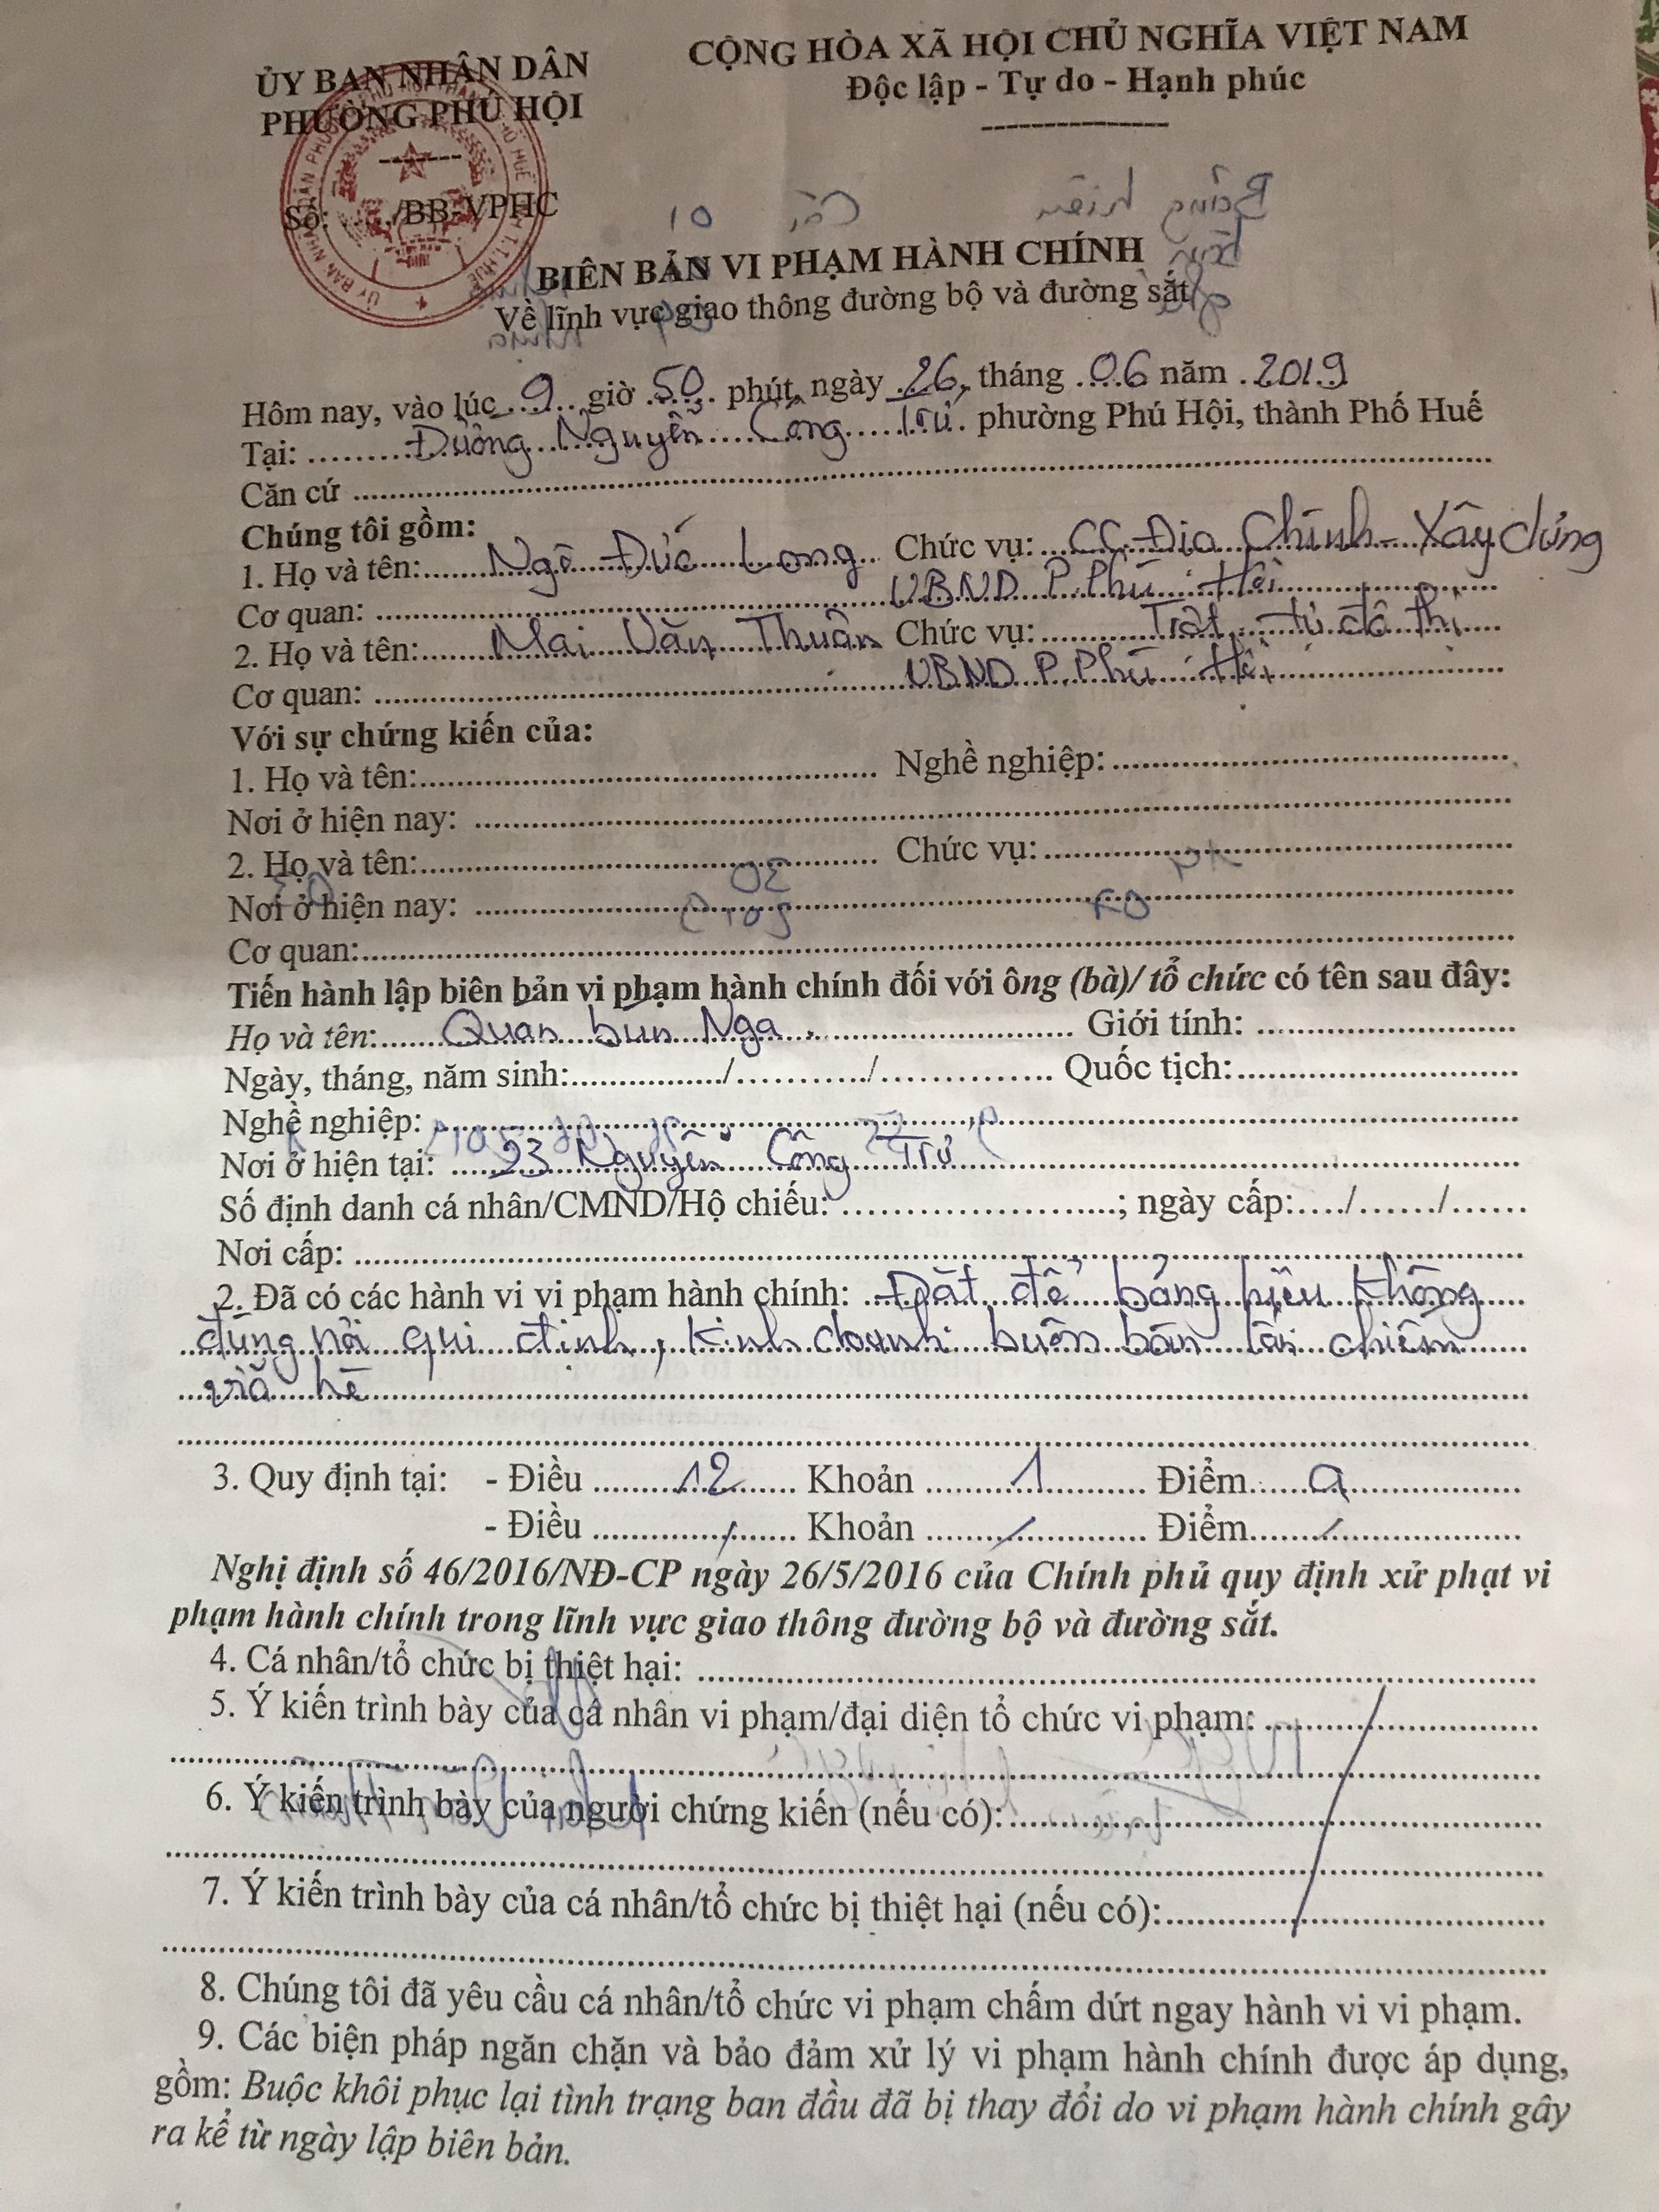 ỦY BAN NHÂN DÂN
PHƯỜNG PHÚ HỘI
CỘNG HÒA XÃ HỘI CHỦ NGHĨA VIỆT NAM
Độc lập - Tự do - Hạnh phúc
Số: ..../BB-VPHC
BIÊN BẢN VI PHẠM HÀNH CHÍNH
Về lĩnh vực giao thông đường bộ và đường sắt
Hôm nay, vào lúc 9 giờ 50 phút, ngày 26 tháng 06 năm 2019
Tại: Đường Nguyễn Công Trứ phường Phú Hội, thành Phố Huế
Căn cứ
Chúng tôi gồm:
1. Họ và tên: Ngô Đức Long Chức vụ: CC Địa Chính - Xây dựng
Cơ quan: UBND P. Phú Hội
2. Họ và tên: Mai Văn Thuận Chức vụ: Trật tự đô thị
Cơ quan: UBND P. Phú Hội
Với sự chứng kiến của:
1. Họ và tên: Nghề nghiệp:
Nơi ở hiện nay:
2. Họ và tên: Chức vụ:
Nơi ở hiện nay:
Cơ quan:
Tiến hành lập biên bản vi phạm hành chính đối với ông (bà)/ tổ chức có tên sau đây:
Họ và tên: Quan bún Nga Giới tính:
Ngày, tháng, năm sinh: / / Quốc tịch:
Nghề nghiệp:
Nơi ở hiện tại: 23 Nguyễn Công Trứ
Số định danh cá nhân/CMND/Hộ chiếu: ; ngày cấp: / /
Nơi cấp:
2. Đã có các hành vi vi phạm hành chính: Đặt để bảng hiệu không
đúng nơi qui định, kinh doanh buôn bán lấn chiếm
vỉa hè
3. Quy định tại: - Điều 12 Khoản 1 Điểm a
- Điều / Khoản / Điểm /
Nghị định số 46/2016/NĐ-CP ngày 26/5/2016 của Chính phủ quy định xử phạt vi
phạm hành chính trong lĩnh vực giao thông đường bộ và đường sắt.
4. Cá nhân/tổ chức bị thiệt hại:
5. Ý kiến trình bày của cá nhân vi phạm/đại diện tổ chức vi phạm:
6. Ý kiến trình bày của người chứng kiến (nếu có):
7. Ý kiến trình bày của cá nhân/tổ chức bị thiệt hại (nếu có):
8. Chúng tôi đã yêu cầu cá nhân/tổ chức vi phạm chấm dứt ngay hành vi vi phạm.
9. Các biện pháp ngăn chặn và bảo đảm xử lý vi phạm hành chính được áp dụng,
gồm: Buộc khôi phục lại tình trạng ban đầu đã bị thay đổi do vi phạm hành chính gây
ra kể từ ngày lập biên bản.